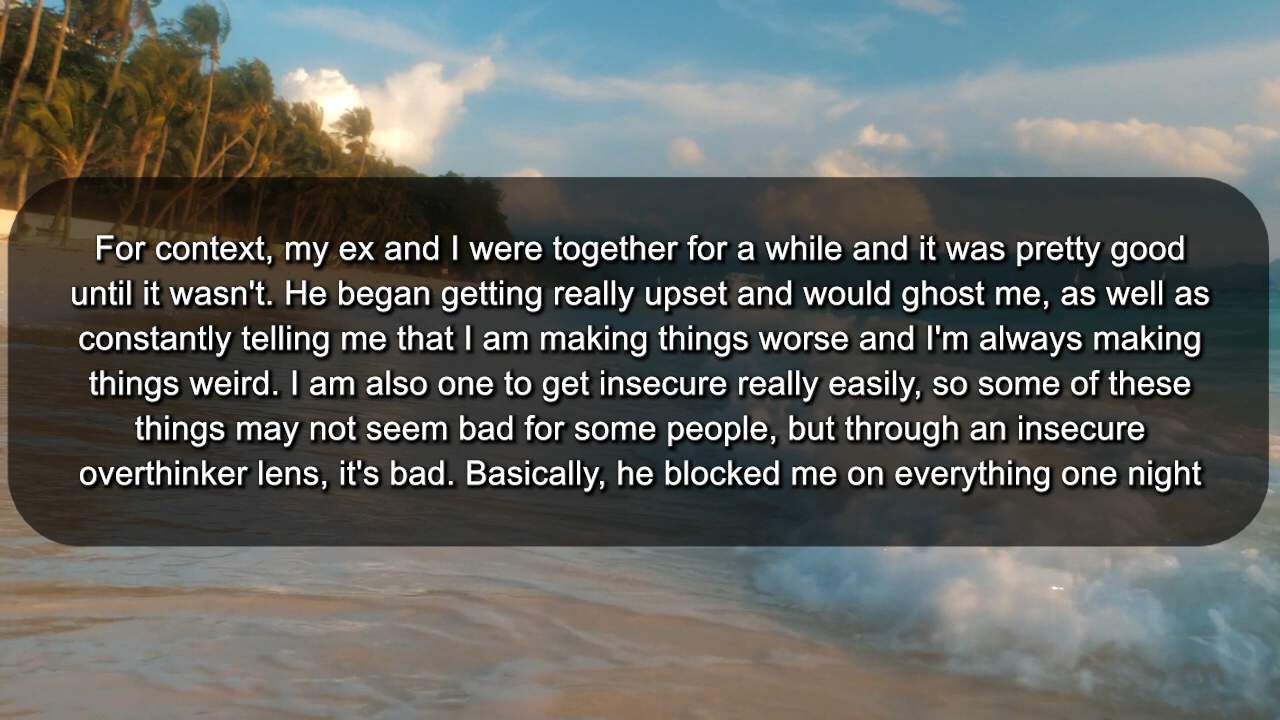 For context, my ex and I were together for a while and it was pretty good
until it wasn't. He began getting really upset and would ghost me, as well as
constantly telling me that I am making things worse and I'm always making
things weird. I am also one to get insecure really easily, so some of these
things may not seem bad for some people, but through an insecure
overthinker lens, it's bad. Basically, he blocked me on everything one night